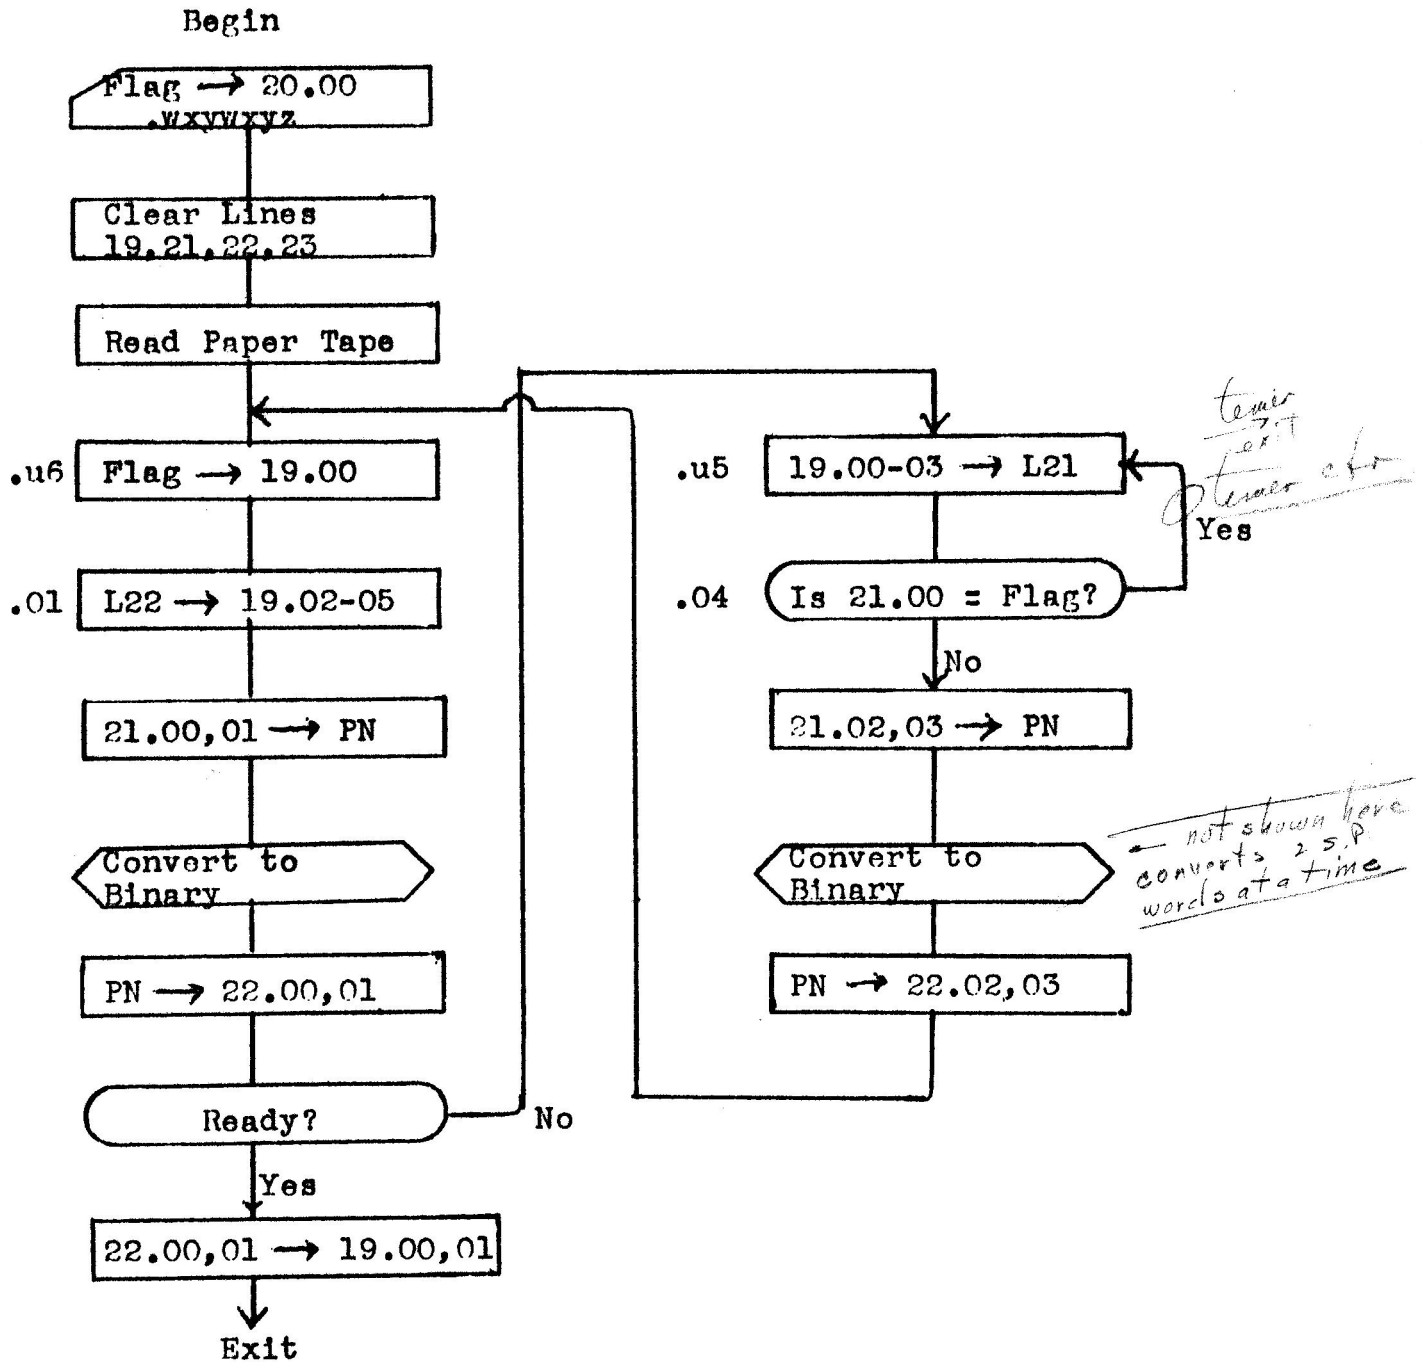 Begin
Flag → 20.00
.wxywxyz
Clear Lines
19.21.22.23
Read Paper Tape
.u6 Flag → 19.00
.01 L22 → 19.02-05
21.00,01 → PN
Convert to
Binary
PN → 22.00,01
Ready?
No
Yes
22.00,01 → 19.00,01
Exit
.u5 19.00-03 → L21
exit
Yes
.04 Is 21.00 = Flag?
No
21.02,03 → PN
Convert to
Binary
← not shown here
converts 2 S.P.
words at a time
PN → 22.02,03